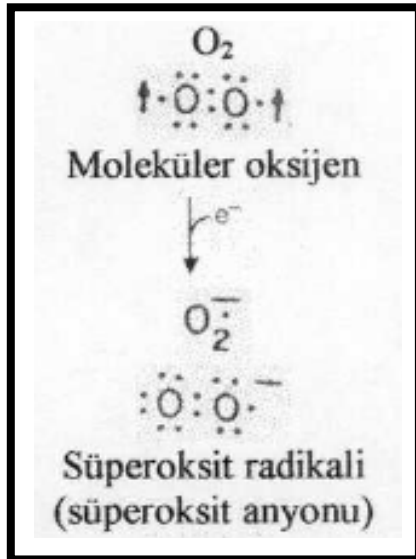 O₂
↑·Ö:Ö·↑
Moleküler oksijen
e⁻
O₂·⁻
:Ö:Ö·⁻
Süperoksit radikali
(süperoksit anyonu)